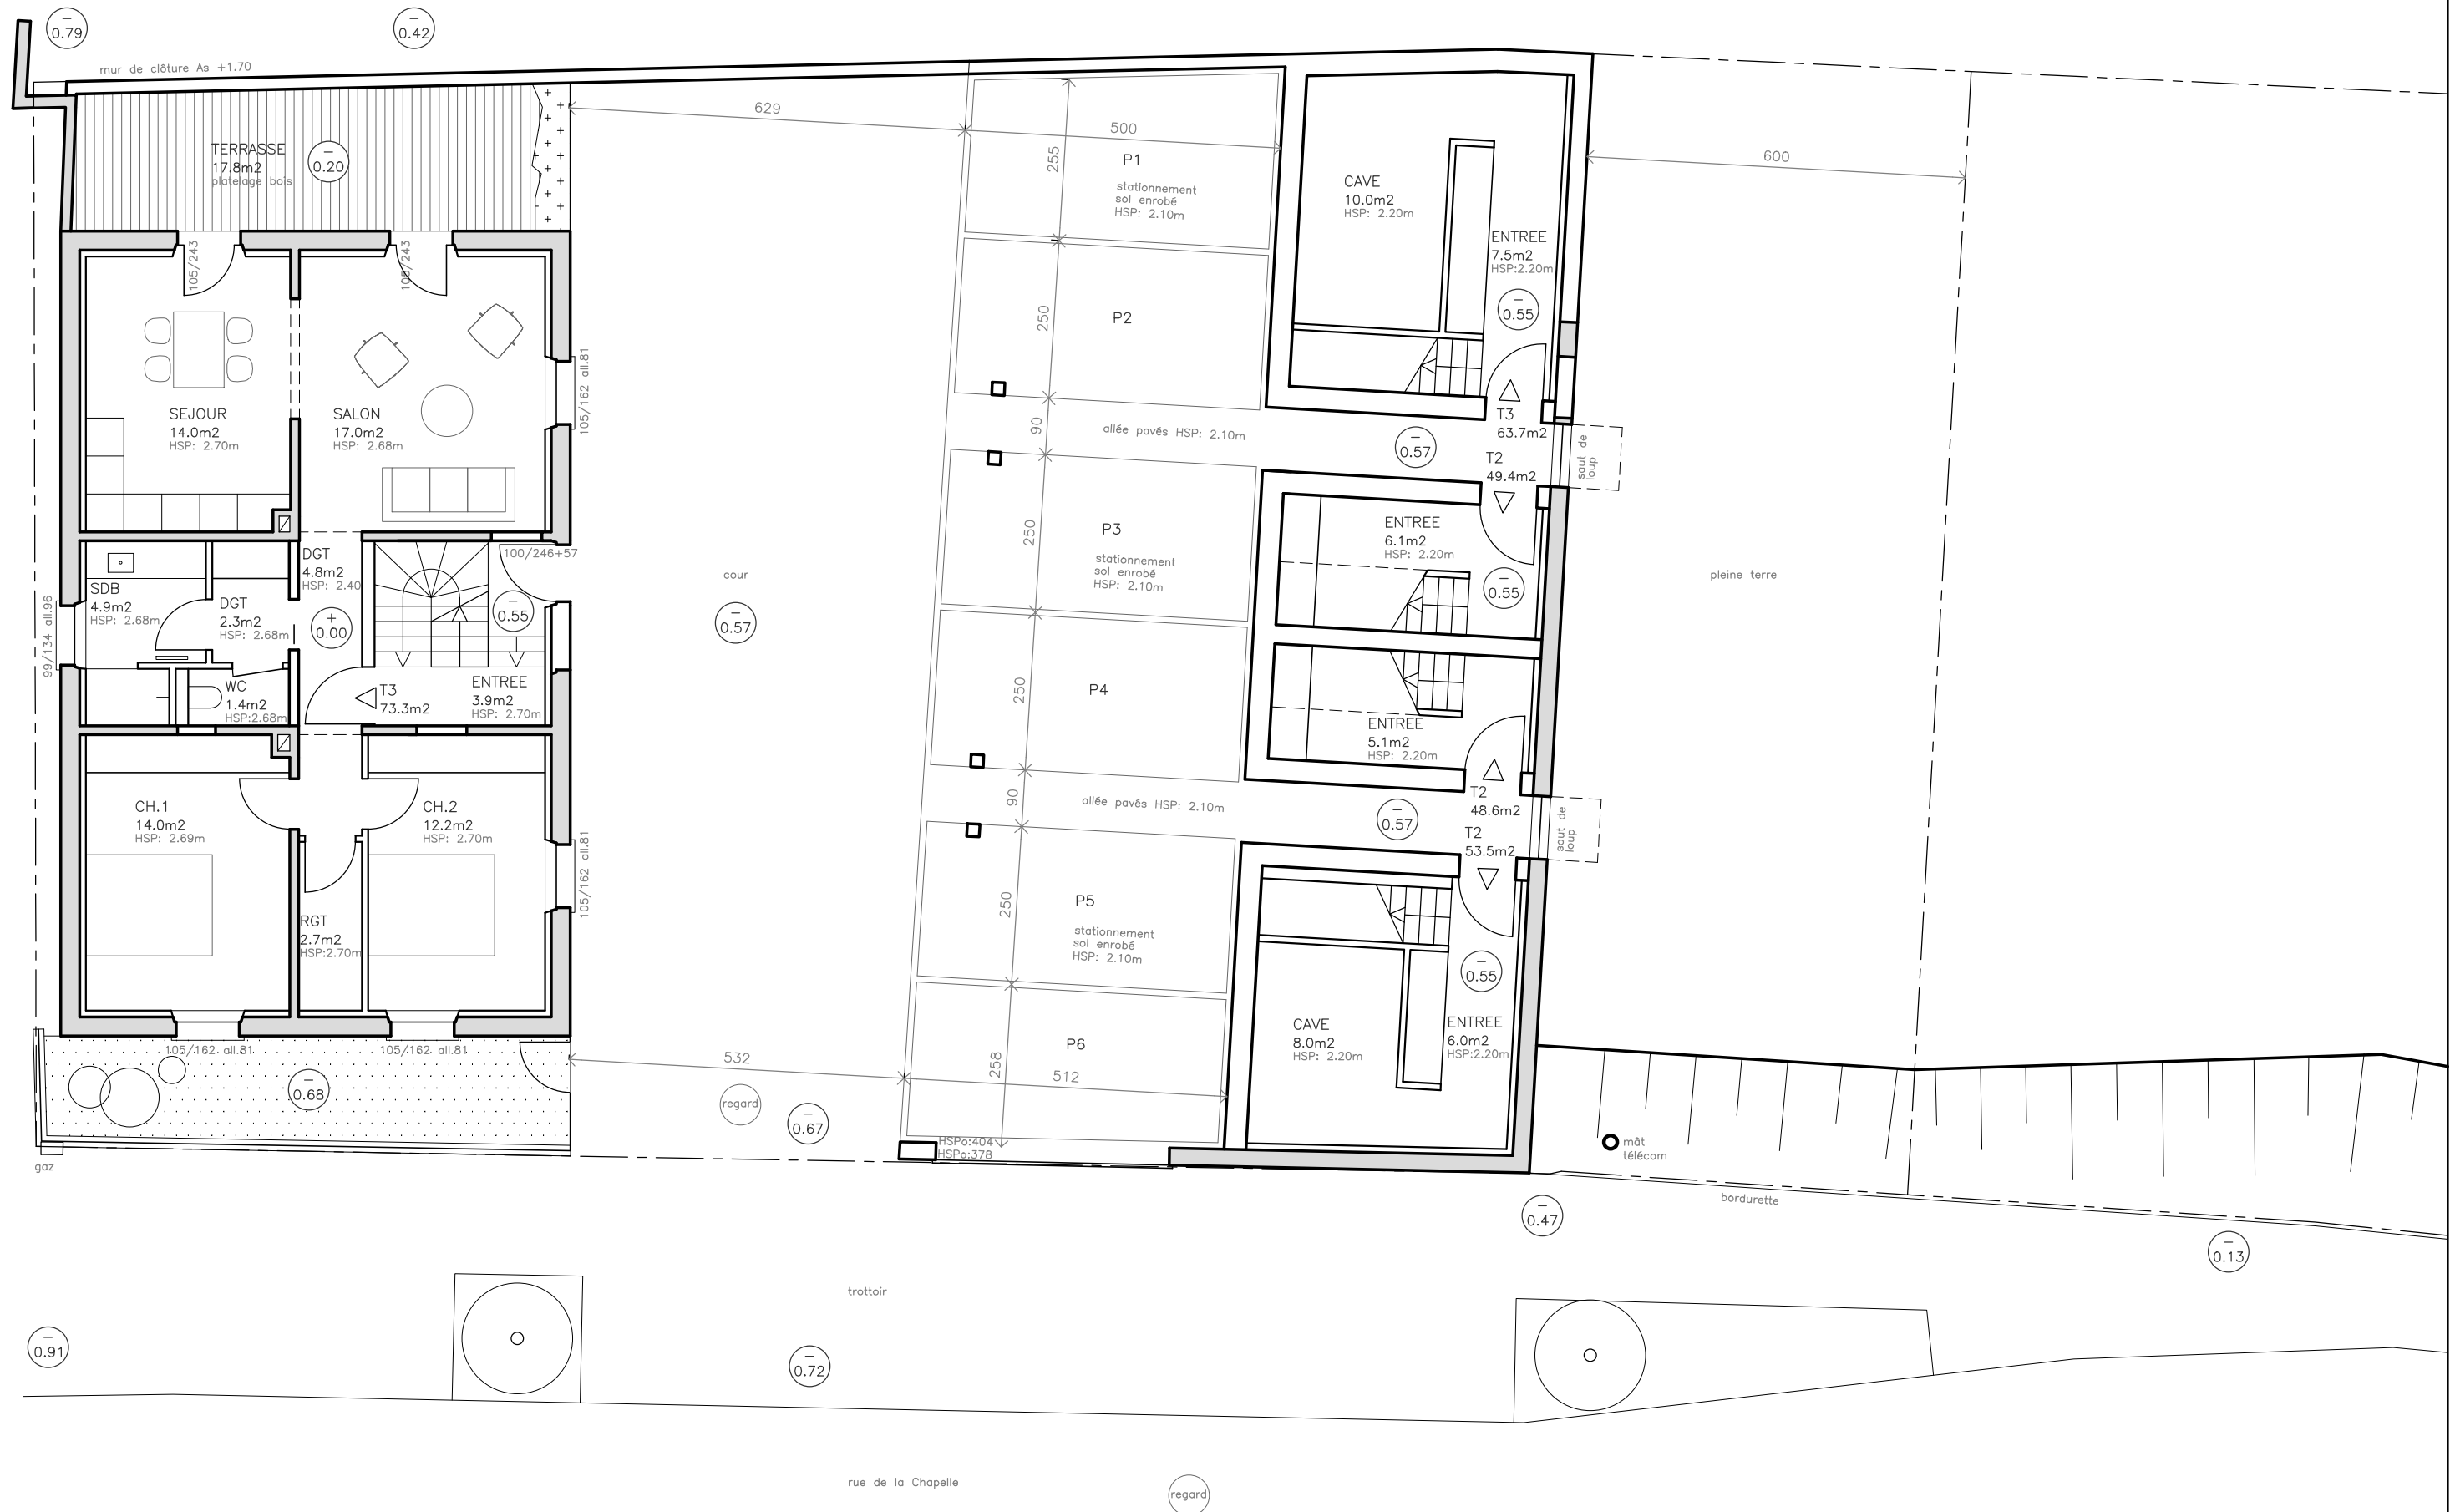 −
0.79
−
0.42
mur de clôture As +1.70
TERRASSE
17.8m2
platelage bois
−
0.20
629
500
255
P1
stationnement
sol enrobé
HSP: 2.10m
600
CAVE
10.0m2
HSP: 2.20m
ENTREE
7.5m2
HSP:2.20m
−
0.55
105/243
105/243
250
P2
SEJOUR
14.0m2
HSP: 2.70m
SALON
17.0m2
HSP: 2.68m
105/162 all.81
90
allée pavés HSP: 2.10m
−
0.57
T3
63.7m2
T2
49.4m2
saut de
loup
250
P3
stationnement
sol enrobé
HSP: 2.10m
ENTREE
6.1m2
HSP: 2.20m
−
0.55
100/246+57
DGT
4.8m2
HSP: 2.40
SDB
4.9m2
HSP: 2.68m
DGT
2.3m2
HSP: 2.68m
+
0.00
−
0.55
99/134 all.96
cour
−
0.57
pleine terre
WC
1.4m2
HSP:2.68m
T3
73.3m2
ENTREE
3.9m2
HSP: 2.70m
250
P4
ENTREE
5.1m2
HSP: 2.20m
90
allée pavés HSP: 2.10m
−
0.57
T2
48.6m2
T2
53.5m2
saut de
loup
CH.1
14.0m2
HSP: 2.69m
CH.2
12.2m2
HSP: 2.70m
105/162 all.81
RGT
2.7m2
HSP:2.70m
250
P5
stationnement
sol enrobé
HSP: 2.10m
−
0.55
CAVE
8.0m2
HSP: 2.20m
ENTREE
6.0m2
HSP:2.20m
105/162 all.81
105/162 all.81
−
0.68
532
512
258
P6
regard
−
0.67
HSPo:404
HSPo:378
gaz
mât
télécom
bordurette
−
0.47
−
0.13
trottoir
−
0.91
−
0.72
rue de la Chapelle
regard